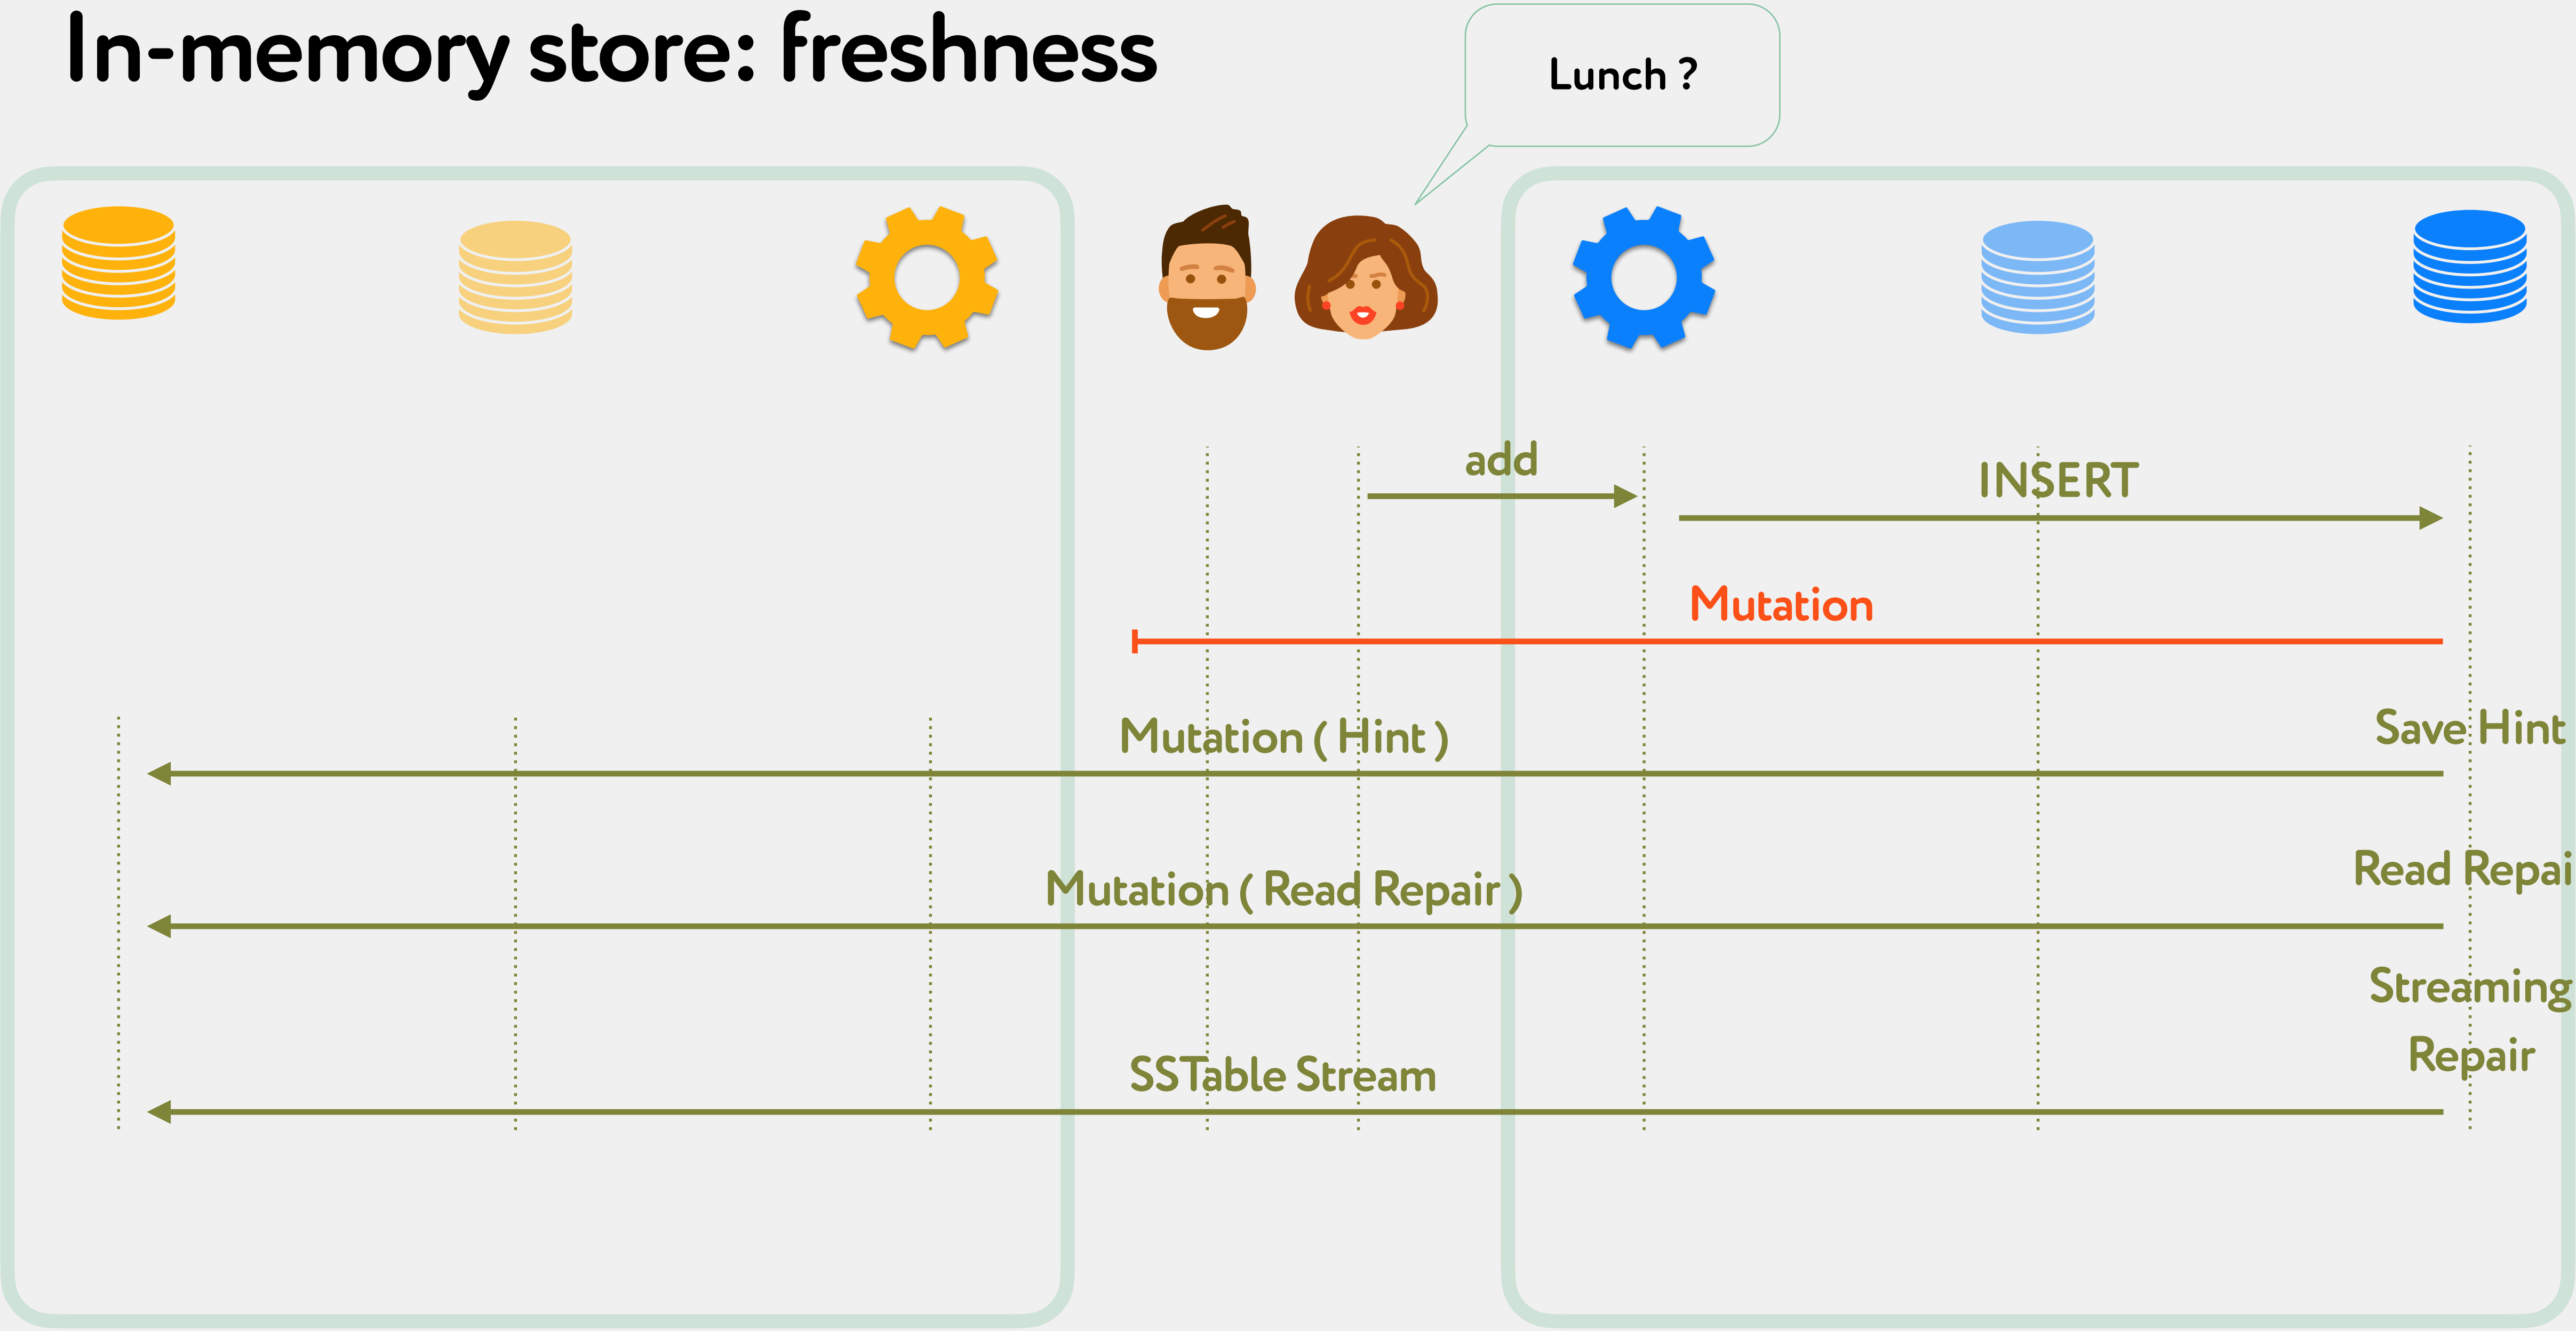 In-memory store: freshness
Lunch ?
add
INSERT
Mutation
Save Hint
Mutation ( Hint )
Read Repai
Mutation ( Read Repair )
Streaming
Repair
SSTable Stream